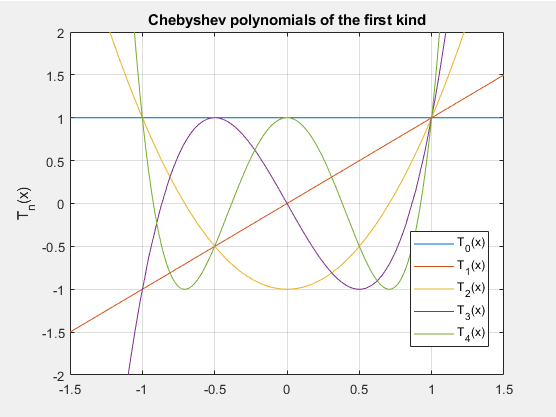 Chebyshev polynomials of the first kind
2
1.5
1
0.5
0
-0.5
-1
-1.5
-2
T_n(x)
T_0(x)
T_1(x)
T_2(x)
T_3(x)
T_4(x)
-1.5 -1 -0.5 0 0.5 1 1.5